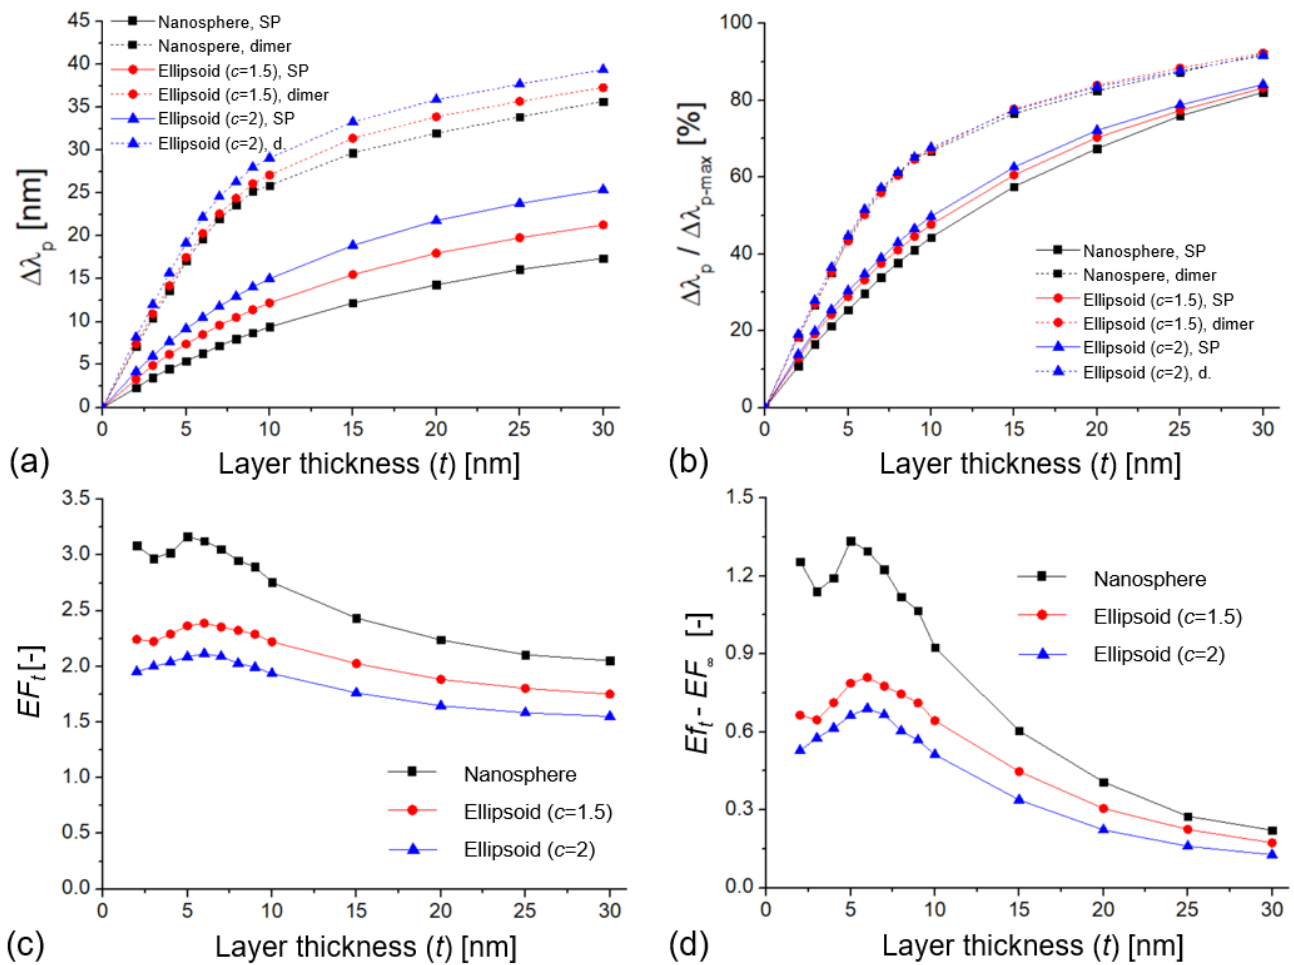 45
40
35
30
25
20
15
10
5
0
Δλp [nm]
Nanosphere, SP
Nanospere, dimer
Ellipsoid (c=1.5), SP
Ellipsoid (c=1.5), dimer
Ellipsoid (c=2), SP
Ellipsoid (c=2), d.
0 5 10 15 20 25 30
(a) Layer thickness (t) [nm]
100
80
60
40
20
0
Δλp / Δλp-max [%]
Nanosphere, SP
Nanospere, dimer
Ellipsoid (c=1.5), SP
Ellipsoid (c=1.5), dimer
Ellipsoid (c=2), SP
Ellipsoid (c=2), d.
0 5 10 15 20 25 30
(b) Layer thickness (t) [nm]
3.5
3.0
2.5
2.0
1.5
1.0
0.5
0.0
EFt [-]
Nanosphere
Ellipsoid (c=1.5)
Ellipsoid (c=2)
0 5 10 15 20 25 30
(c) Layer thickness (t) [nm]
1.5
1.2
0.9
0.6
0.3
0.0
Eft - EF∞ [-]
Nanosphere
Ellipsoid (c=1.5)
Ellipsoid (c=2)
0 5 10 15 20 25 30
(d) Layer thickness (t) [nm]